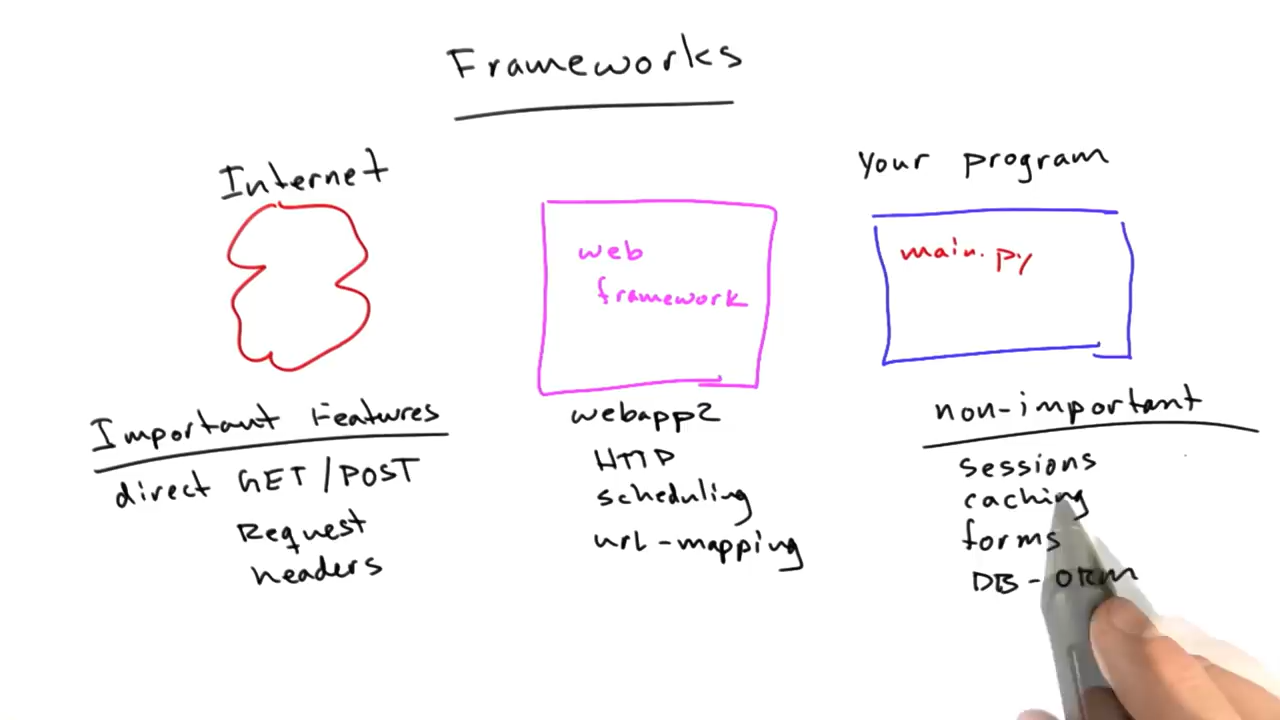 Frameworks
Internet
your program
web
framework
main.py
Important Features
direct GET/POST
Request
headers
webapp2
HTTP
scheduling
url-mapping
non-important
sessions
caching
forms
DB-ORM